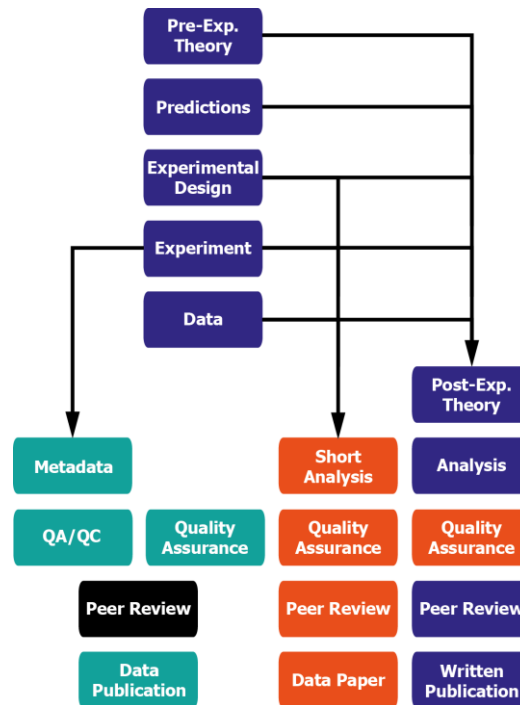 Pre-Exp.
Theory
Predictions
Experimental
Design
Experiment
Data
Post-Exp.
Theory
Metadata
Short
Analysis
Analysis
QA/QC
Quality
Assurance
Quality
Assurance
Quality
Assurance
Peer Review
Peer Review
Peer Review
Data
Publication
Data Paper
Written
Publication